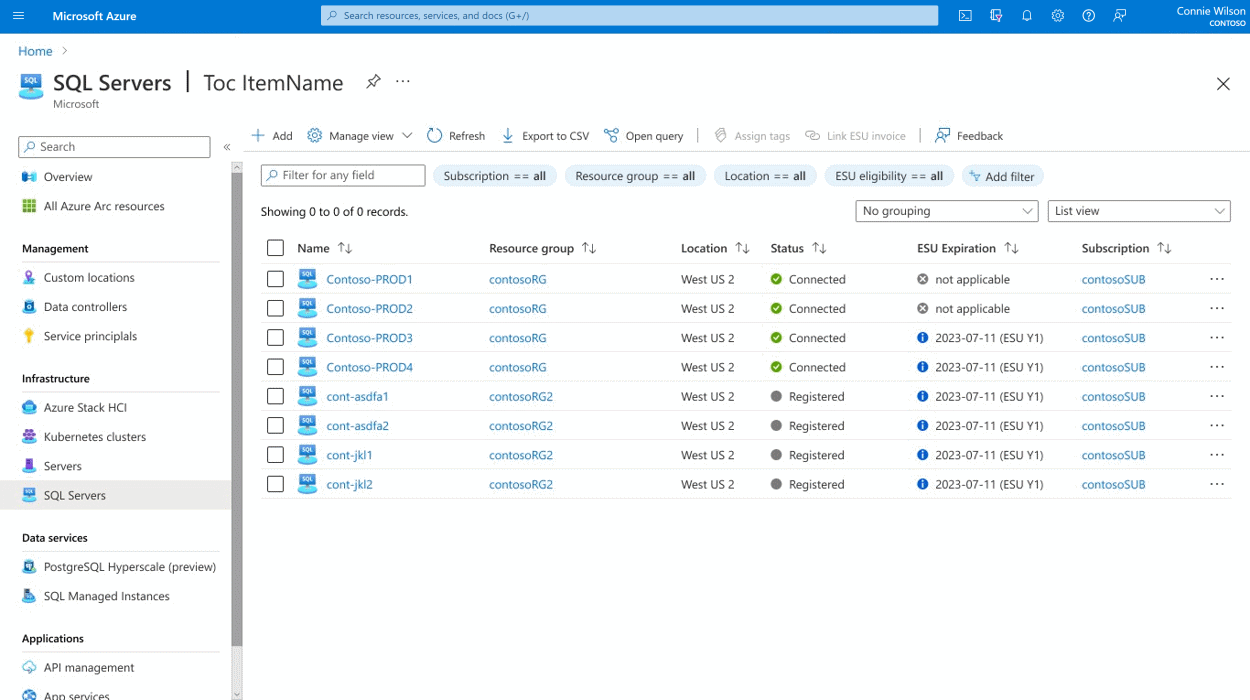 Microsoft Azure
Search resources, services, and docs (G+/)
Connie Wilson
CONTOSO
Home
SQL Servers | Toc ItemName
Microsoft
Search
Overview
All Azure Arc resources
Management
Custom locations
Data controllers
Service principals
Infrastructure
Azure Stack HCI
Kubernetes clusters
Servers
SQL Servers
Data services
PostgreSQL Hyperscale (preview)
SQL Managed Instances
Applications
API management
App services
Add Manage view Refresh Export to CSV Open query Assign tags Link ESU invoice Feedback
Filter for any field Subscription == all Resource group == all Location == all ESU eligibility == all Add filter
Showing 0 to 0 of 0 records. No grouping List view
Name Resource group Location Status ESU Expiration Subscription
Contoso-PROD1 contosoRG West US 2 Connected not applicable contosoSUB
Contoso-PROD2 contosoRG West US 2 Connected not applicable contosoSUB
Contoso-PROD3 contosoRG West US 2 Connected 2023-07-11 (ESU Y1) contosoSUB
Contoso-PROD4 contosoRG West US 2 Connected 2023-07-11 (ESU Y1) contosoSUB
cont-asdfa1 contosoRG2 West US 2 Registered 2023-07-11 (ESU Y1) contosoSUB
cont-asdfa2 contosoRG2 West US 2 Registered 2023-07-11 (ESU Y1) contosoSUB
cont-jkl1 contosoRG2 West US 2 Registered 2023-07-11 (ESU Y1) contosoSUB
cont-jkl2 contosoRG2 West US 2 Registered 2023-07-11 (ESU Y1) contosoSUB